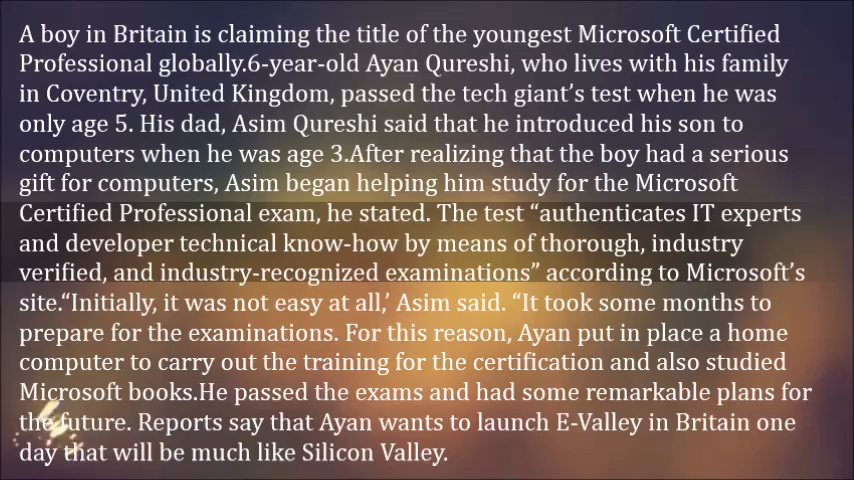 A boy in Britain is claiming the title of the youngest Microsoft Certified
Professional globally.6-year-old Ayan Qureshi, who lives with his family
in Coventry, United Kingdom, passed the tech giant’s test when he was
only age 5. His dad, Asim Qureshi said that he introduced his son to
computers when he was age 3.After realizing that the boy had a serious
gift for computers, Asim began helping him study for the Microsoft
Certified Professional exam, he stated. The test “authenticates IT experts
and developer technical know-how by means of thorough, industry
verified, and industry-recognized examinations” according to Microsoft’s
site.“Initially, it was not easy at all,’ Asim said. “It took some months to
prepare for the examinations. For this reason, Ayan put in place a home
computer to carry out the training for the certification and also studied
Microsoft books.He passed the exams and had some remarkable plans for
the future. Reports say that Ayan wants to launch E-Valley in Britain one
day that will be much like Silicon Valley.